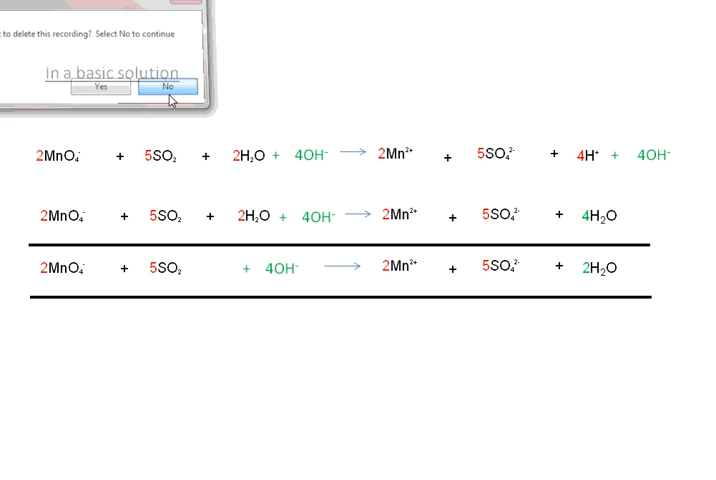 to delete this recording? Select No to continue
In a basic solution
Yes No
2MnO₄⁻ + 5SO₂ + 2H₂O + 4OH⁻ → 2Mn²⁺ + 5SO₄²⁻ + 4H⁺ + 4OH⁻
2MnO₄⁻ + 5SO₂ + 2H₂O + 4OH⁻ → 2Mn²⁺ + 5SO₄²⁻ + 4H₂O
2MnO₄⁻ + 5SO₂ + 4OH⁻ → 2Mn²⁺ + 5SO₄²⁻ + 2H₂O